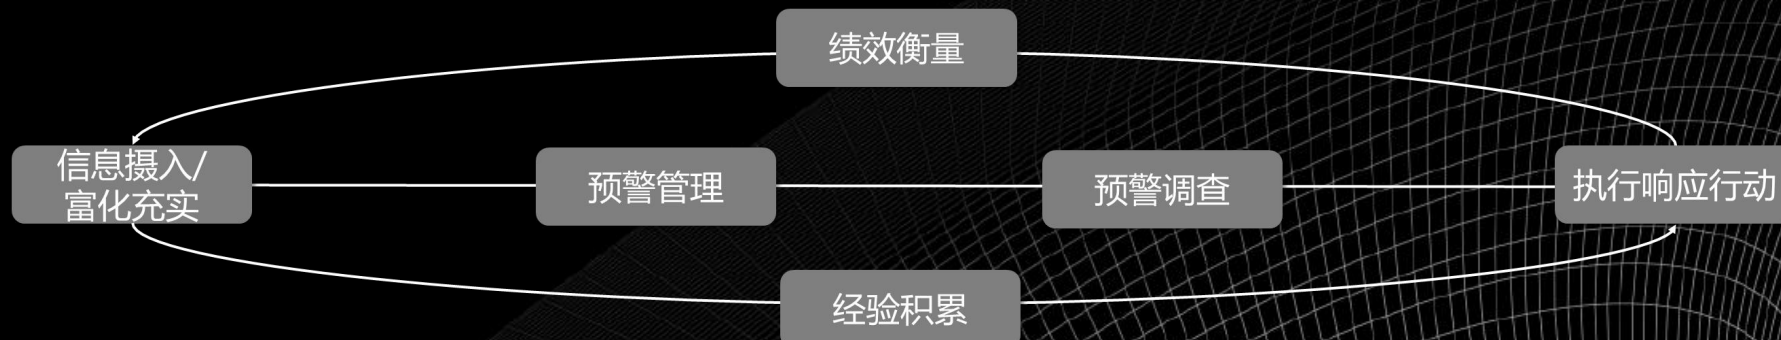 绩效衡量
信息摄入/
富化充实
预警管理
预警调查
执行响应行动
经验积累